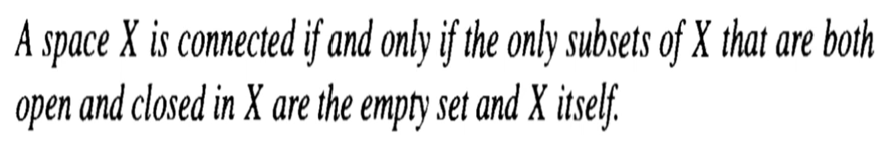 A space X is connected if and only if the only subsets of X that are both
open and closed in X are the empty set and X itself.